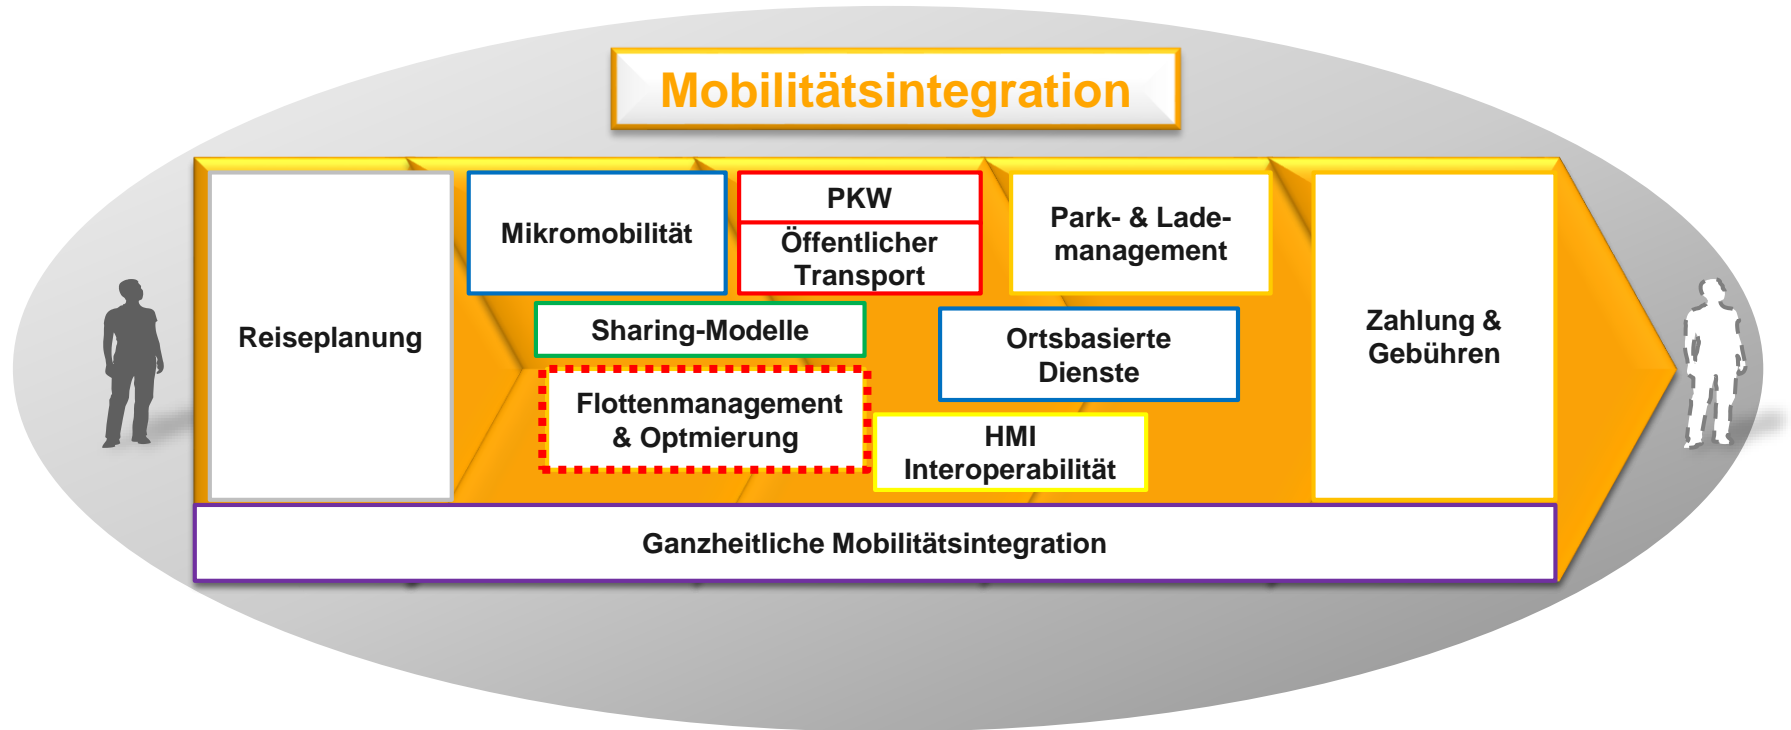 Mobilitätsintegration
Reiseplanung
Mikromobilität
PKW
Öffentlicher
Transport
Park- & Lade-
management
Sharing-Modelle
Flottenmanagement
& Optmierung
Ortsbasierte
Dienste
HMI
Interoperabilität
Zahlung &
Gebühren
Ganzheitliche Mobilitätsintegration